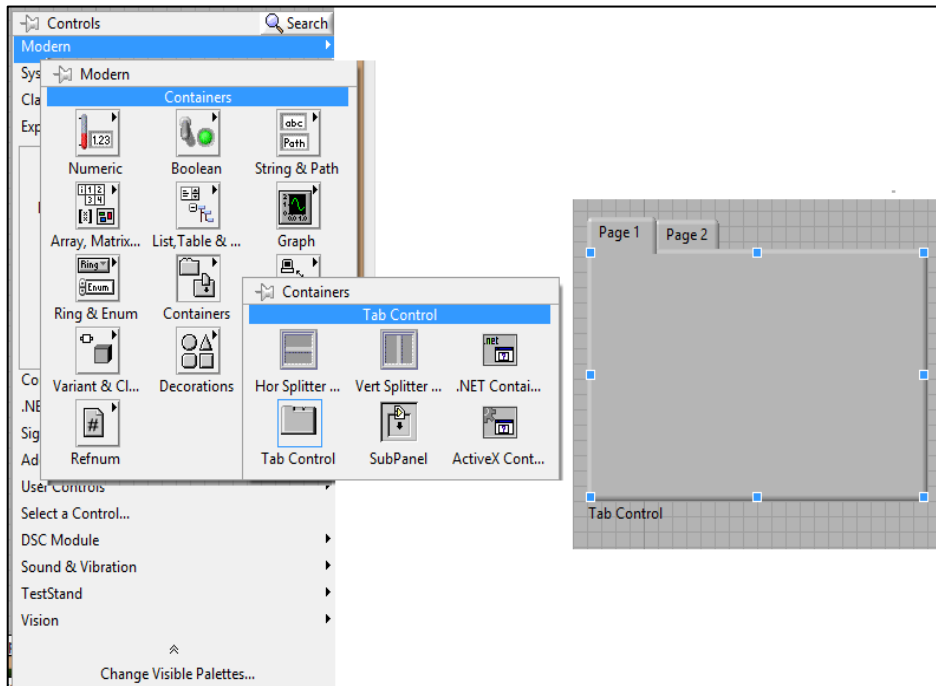 Controls Search
Modern
Sys
Cla
Exp
Modern
Containers
1.23
abc
Path
Numeric Boolean String & Path
Array, Matrix... List, Table & ... Graph
Ring
Enum
Ring & Enum Containers
Variant & Cl... Decorations
#
Refnum
Containers
Tab Control
.net
Hor Splitter ... Vert Splitter ... .NET Contai...
Tab Control SubPanel ActiveX Cont...
Co
.NE
Sig
Ad
User Controls
Select a Control...
DSC Module
Sound & Vibration
TestStand
Vision
Change Visible Palettes...
Page 1 Page 2
Tab Control